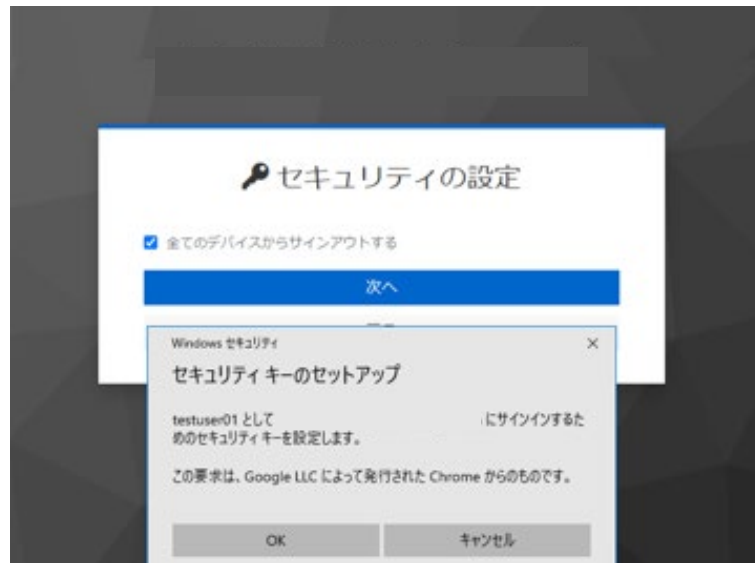 セキュリティの設定
全てのデバイスからサインアウトする
次へ
Windows セキュリティ
セキュリティ キーのセットアップ
testuser01 として にサインインするた
めのセキュリティ キーを設定します。
この要求は、Google LLC によって発行された Chrome からのものです。
OK キャンセル